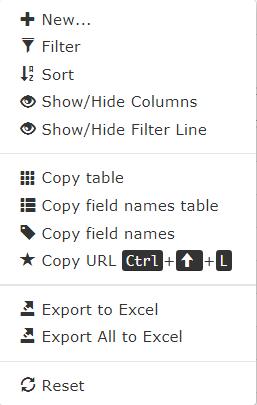 New...
Filter
Sort
Show/Hide Columns
Show/Hide Filter Line
Copy table
Copy field names table
Copy field names
Copy URL Ctrl+⬆+L
Export to Excel
Export All to Excel
Reset